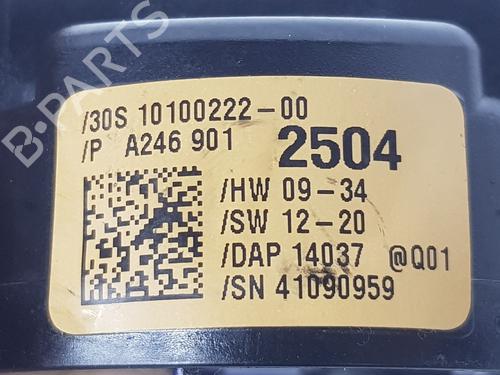 /30S 10100222-00
/P A246 901 2504
/HW 09-34
/SW 12-20
/DAP 14037 @Q01
/SN 41090959
B-PARTS